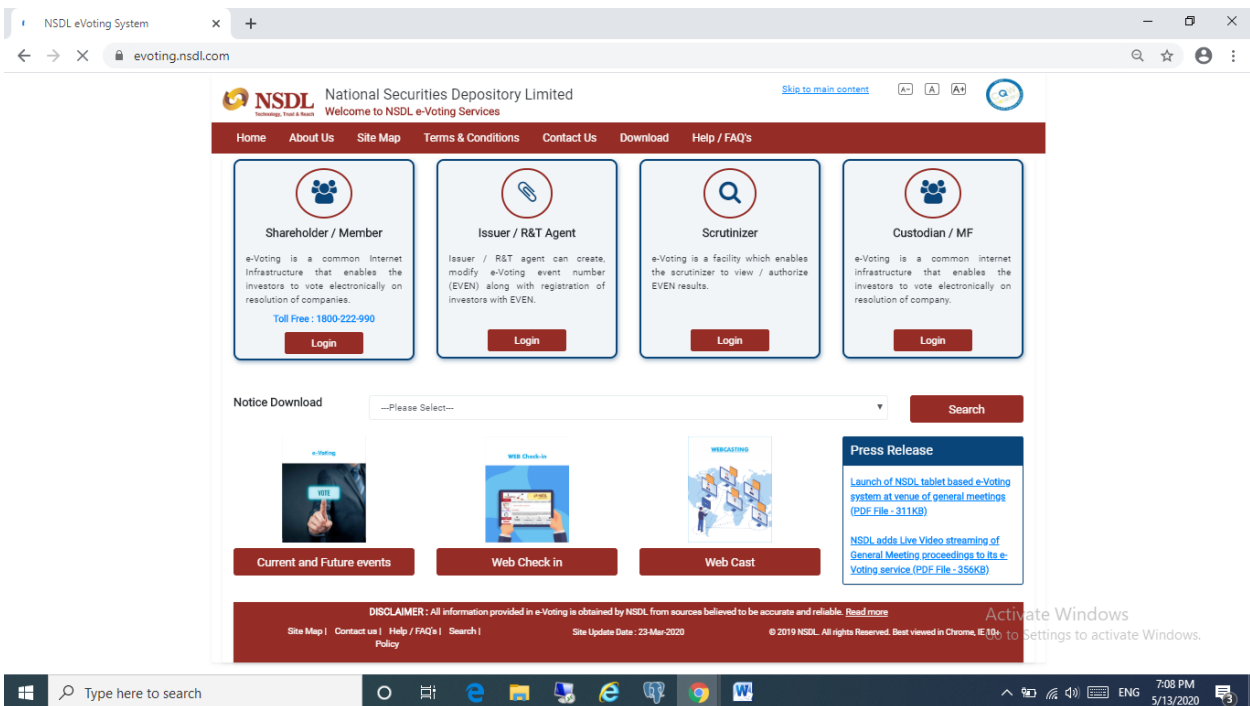 NSDL eVoting System
evoting.nsdl.com
NSDL
Technology, Trust & Reach
National Securities Depository Limited
Welcome to NSDL e-Voting Services
Skip to main content
A- A A+
Home About Us Site Map Terms & Conditions Contact Us Download Help / FAQ's
Shareholder / Member
e-Voting is a common Internet
Infrastructure that enables the
investors to vote electronically on
resolution of companies.
Toll Free : 1800-222-990
Login
Issuer / R&T Agent
Issuer / R&T agent can create,
modify e-Voting event number
(EVEN) along with registration of
investors with EVEN.
Login
Scrutinizer
e-Voting is a facility which enables
the scrutinizer to view / authorize
EVEN results.
Login
Custodian / MF
e-Voting is a common internet
infrastructure that enables the
investors to vote electronically on
resolution of company.
Login
Notice Download
---Please Select---
Search
e-Voting
VOTE
Current and Future events
WEB Check-in
Web Check in
WEBCASTING
Web Cast
Press Release
Launch of NSDL tablet based e-Voting
system at venue of general meetings
(PDF File - 311KB)
NSDL adds Live Video streaming of
General Meeting proceedings to its e-
Voting service (PDF File - 356KB)
DISCLAIMER : All information provided in e-Voting is obtained by NSDL from sources believed to be accurate and reliable. Read more
Site Map | Contact us | Help / FAQ's | Search |
Policy
Site Update Date : 23-Mar-2020
© 2019 NSDL. All rights Reserved. Best viewed in Chrome, IE 10+
Activate Windows
Go to Settings to activate Windows.
Type here to search
ENG
7:08 PM
5/13/2020
3